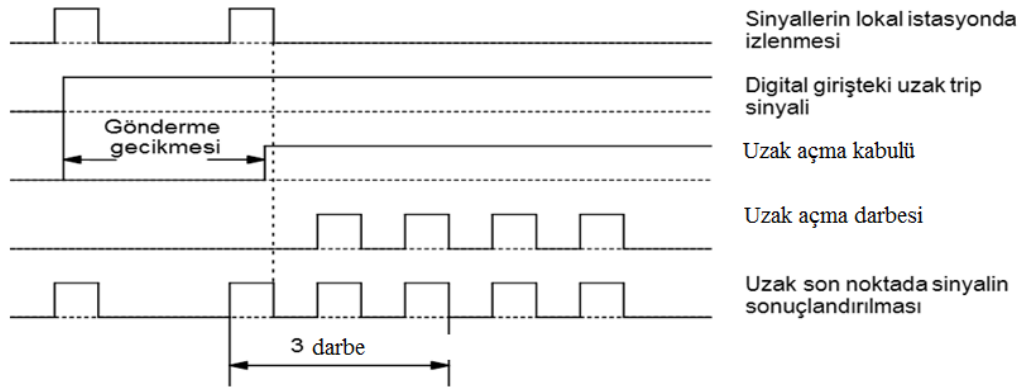 Sinyallerin lokal istasyonda
izlenmesi
Digital girişteki uzak trip
sinyali
Gönderme
gecikmesi
Uzak açma kabulü
Uzak açma darbesi
Uzak son noktada sinyalin
sonuçlandırılması
3 darbe